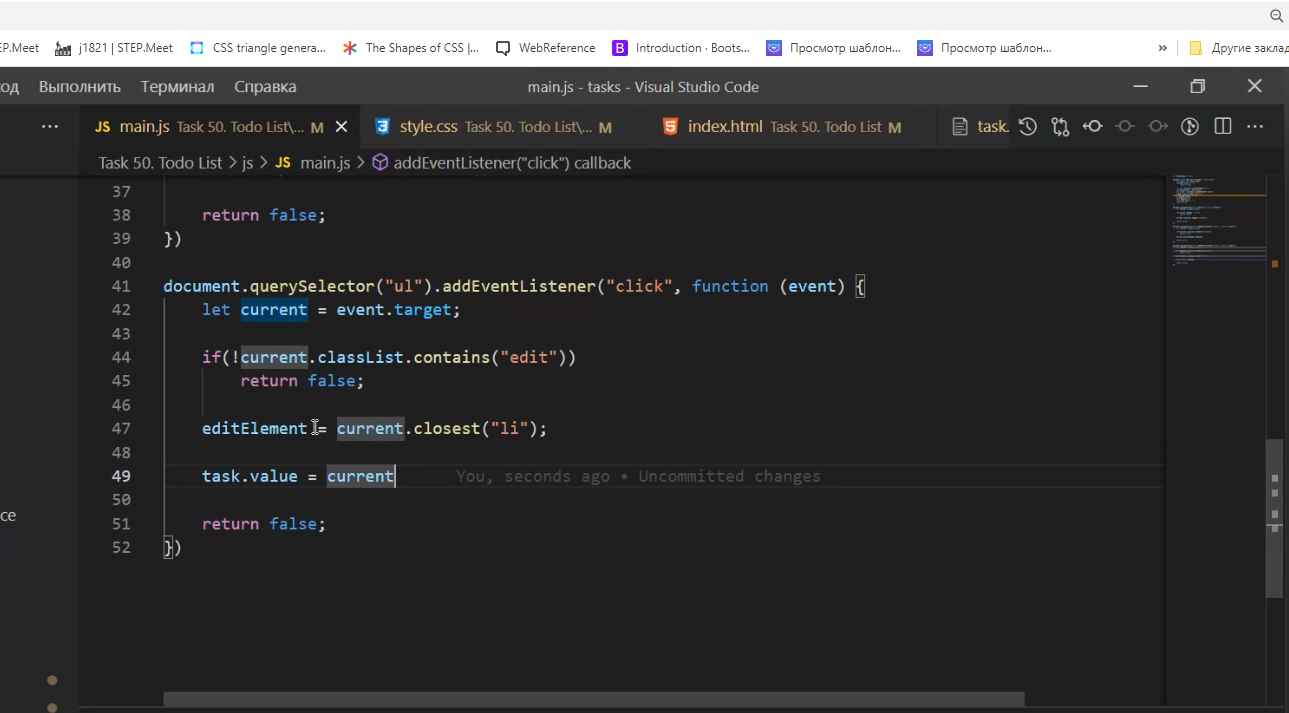 EP.Meet j1821 | STEP.Meet CSS triangle genera... The Shapes of CSS |... WebReference B Introduction · Boots... Просмотр шаблон... Просмотр шаблон... » Другие заклад
од Выполнить Терминал Справка main.js - tasks - Visual Studio Code
JS main.js Task 50. Todo List\... M style.css Task 50. Todo List\... M index.html Task 50. Todo List M task.
Task 50. Todo List > js > JS main.js > addEventListener("click") callback
37
38 return false;
39 })
40
41 document.querySelector("ul").addEventListener("click", function (event) {
42 let current = event.target;
43
44 if(!current.classList.contains("edit"))
45 return false;
46
47 editElement = current.closest("li");
48
49 task.value = current You, seconds ago • Uncommitted changes
50
51 return false;
52 })
ce